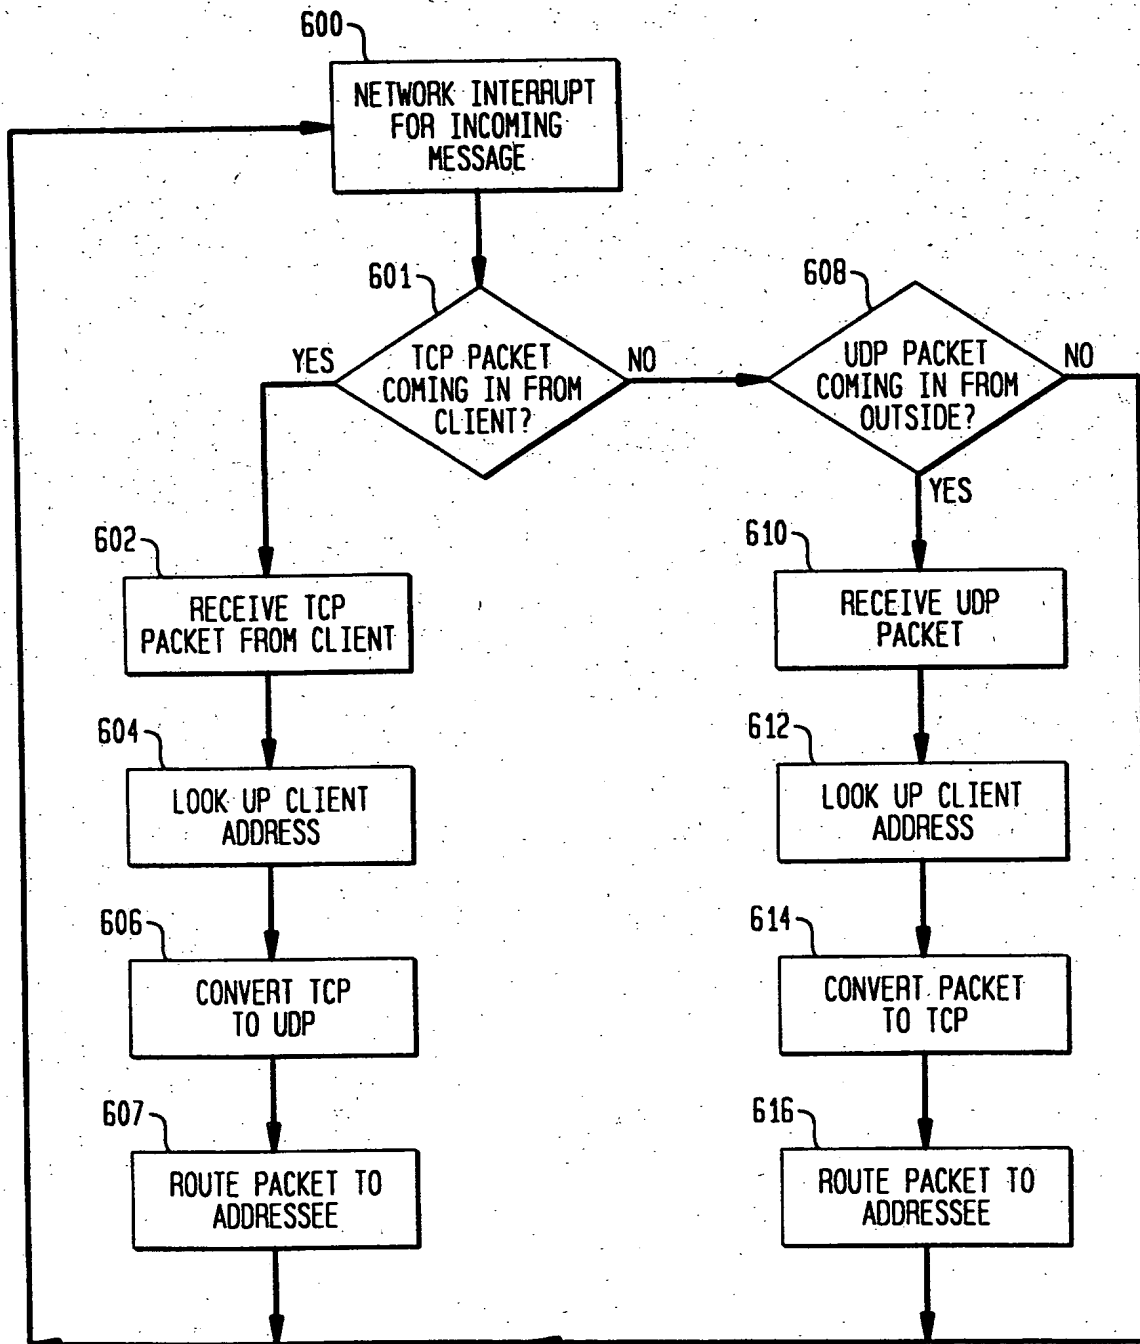 600
NETWORK INTERRUPT
FOR INCOMING
MESSAGE
601
TCP PACKET
COMING IN FROM
CLIENT?
YES
NO
608
UDP PACKET
COMING IN FROM
OUTSIDE?
NO
YES
602
RECEIVE TCP
PACKET FROM CLIENT
604
LOOK UP CLIENT
ADDRESS
606
CONVERT TCP
TO UDP
607
ROUTE PACKET TO
ADDRESSEE
610
RECEIVE UDP
PACKET
612
LOOK UP CLIENT
ADDRESS
614
CONVERT PACKET
TO TCP
616
ROUTE PACKET TO
ADDRESSEE